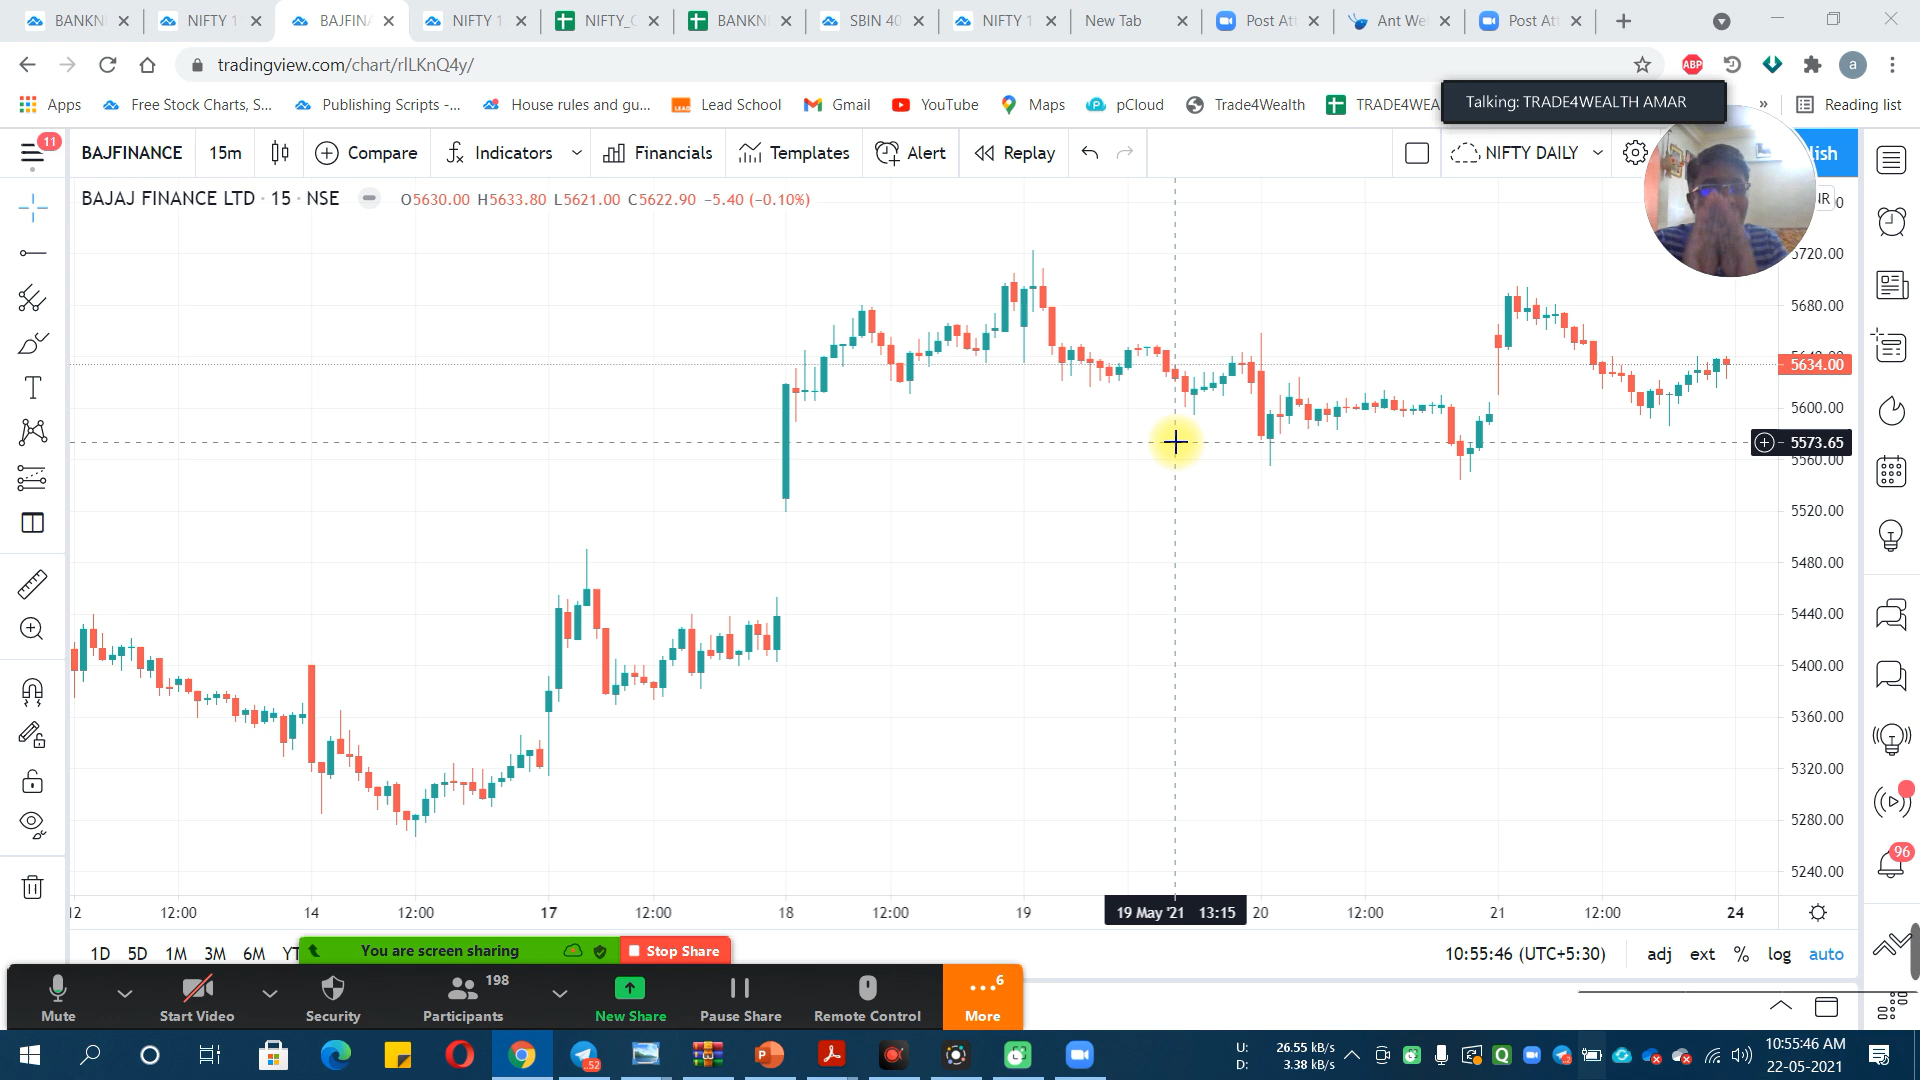 BANKN
NIFTY 1
BAJFINA
NIFTY 1
NIFTY_C
BANKN
SBIN 40
NIFTY 1
New Tab
Post Att
Ant Wel
Post Att
tradingview.com/chart/rlLKnQ4y/
ABP
a
Apps
Free Stock Charts, S...
Publishing Scripts -...
House rules and gu...
Lead School
Gmail
YouTube
Maps
pCloud
Trade4Wealth
TRADE4WEA
Talking: TRADE4WEALTH AMAR
»
Reading list
11
BAJFINANCE
15m
Compare
Indicators
Financials
Templates
Alert
Replay
NIFTY DAILY
lish
BAJAJ FINANCE LTD · 15 · NSE
O5630.00 H5633.80 L5621.00 C5622.90 −5.40 (−0.10%)
5720.00
5680.00
5634.00
5600.00
5573.65
5560.00
5520.00
5480.00
5440.00
5400.00
5360.00
5320.00
5280.00
5240.00
96
12 12:00 14 12:00 17 12:00 18 12:00 19 19 May '21 13:15 20 12:00 21 12:00 24
1D 5D 1M 3M 6M YT
You are screen sharing
Stop Share
10:55:46 (UTC+5:30)
adj ext % log auto
Mute
Start Video
Security
198
Participants
New Share
Pause Share
Remote Control
6
More
52
U: 26.55 kB/s
D: 3.38 kB/s
10:55:46 AM
22-05-2021